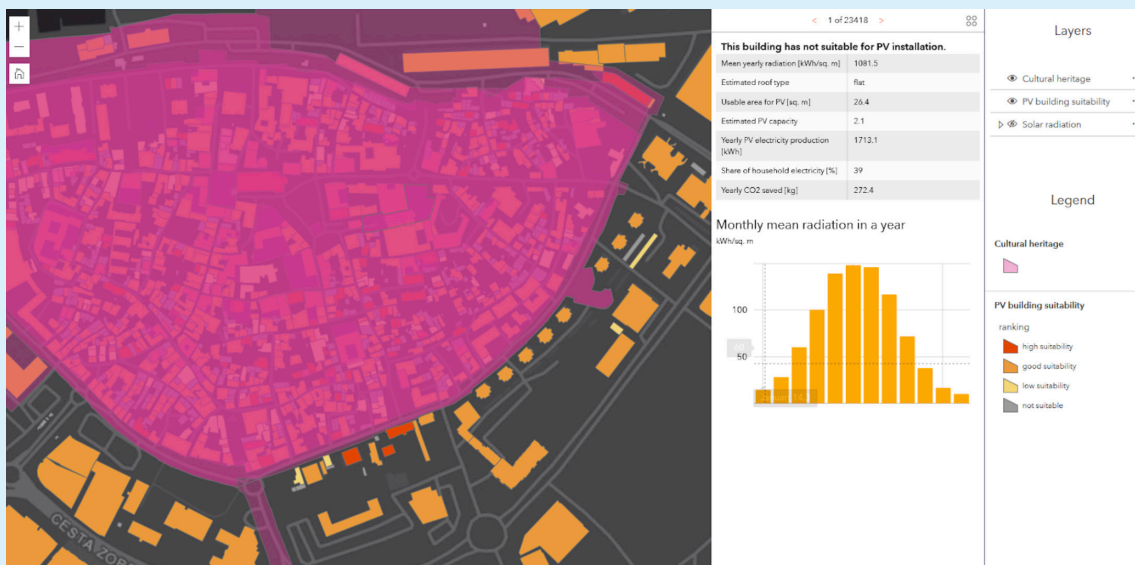 +
−
< 1 of 23418 >
This building has not suitable for PV installation.
Mean yearly radiation [kWh/sq. m] 1081.5
Estimated roof type flat
Usable area for PV [sq. m] 26.4
Estimated PV capacity 2.1
Yearly PV electricity production 1713.1
[kWh]
Share of household electricity [%] 39
Yearly CO2 saved [kg] 272.4
Monthly mean radiation in a year
kWh/sq. m
100
50
Layers
Cultural heritage
PV building suitability
Solar radiation
Legend
Cultural heritage
PV building suitability
ranking
high suitability
good suitability
low suitability
not suitable
CESTA